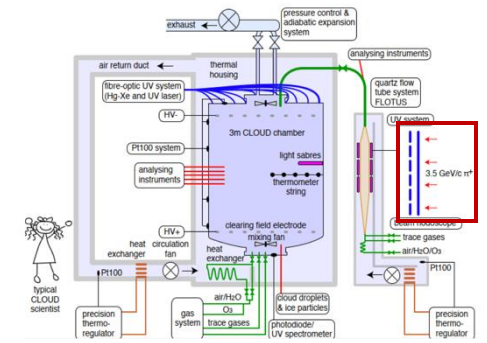 pressure control &
adiabatic expansion
system
exhaust
air return duct
thermal
housing
analysing instruments
fibre-optic UV system
(Hg-Xe and UV laser)
quartz flow
tube system
FLOTUS
HV-
UV system
3m CLOUD chamber
Pt100 system
light sabres
3.5 GeV/c π+
analysing
instruments
thermometer
string
beam hodoscope
HV+
clearing field electrode
mixing fan
trace gases
heat
exchanger
circulation
fan
heat
exchanger
air/H2O/O3
Pt100
Pt100
typical
CLOUD
scientist
air/H2O
O3
trace gases
gas
system
cloud droplets
& ice particles
precision
thermo-
regulator
photodiode/
UV spectrometer
precision
thermo-
regulator